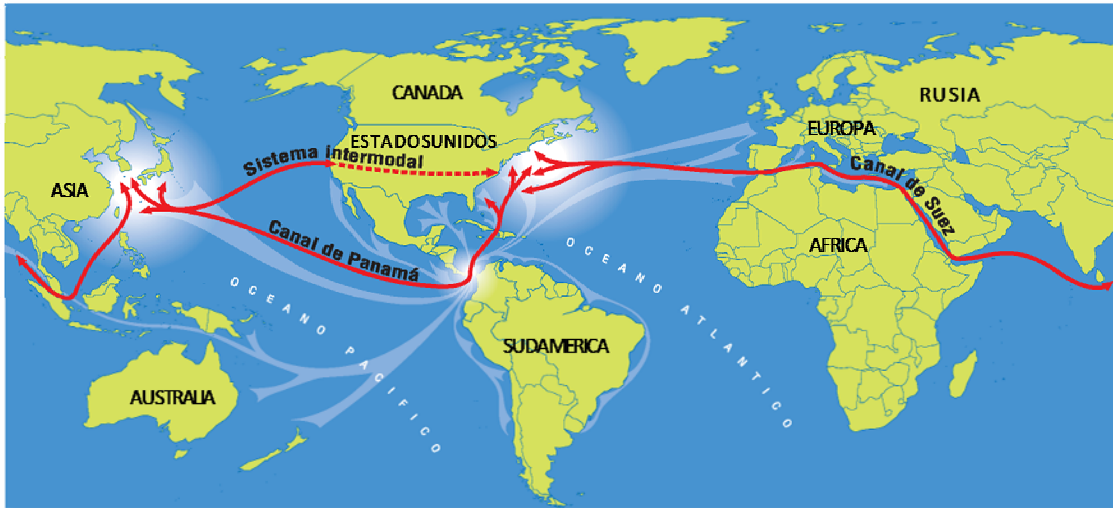 CANADA
RUSIA
ESTADOSUNIDOS
EUROPA
Sistema intermodal
ASIA
Canal de Suez
Canal de Panamá
AFRICA
OCEANO PACIFICO
OCEANO ATLANTICO
SUDAMERICA
AUSTRALIA